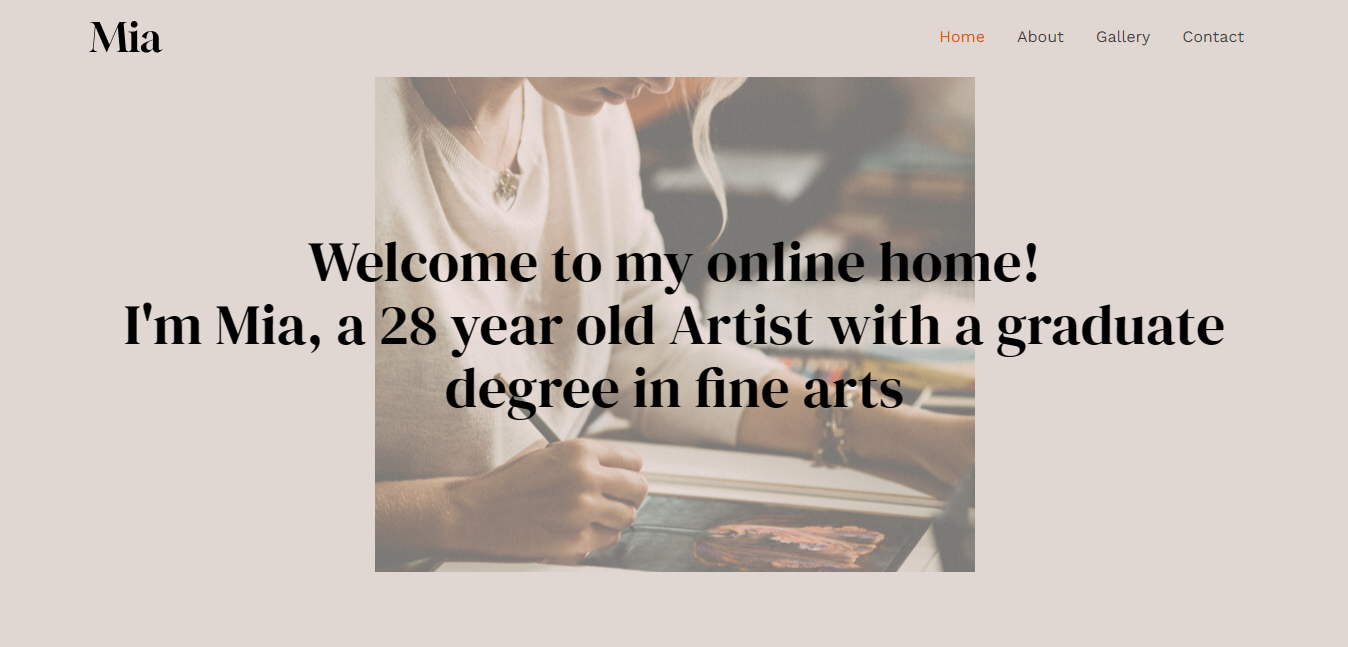 Mia
Home About Gallery Contact
Welcome to my online home!
I'm Mia, a 28 year old Artist with a graduate
degree in fine arts